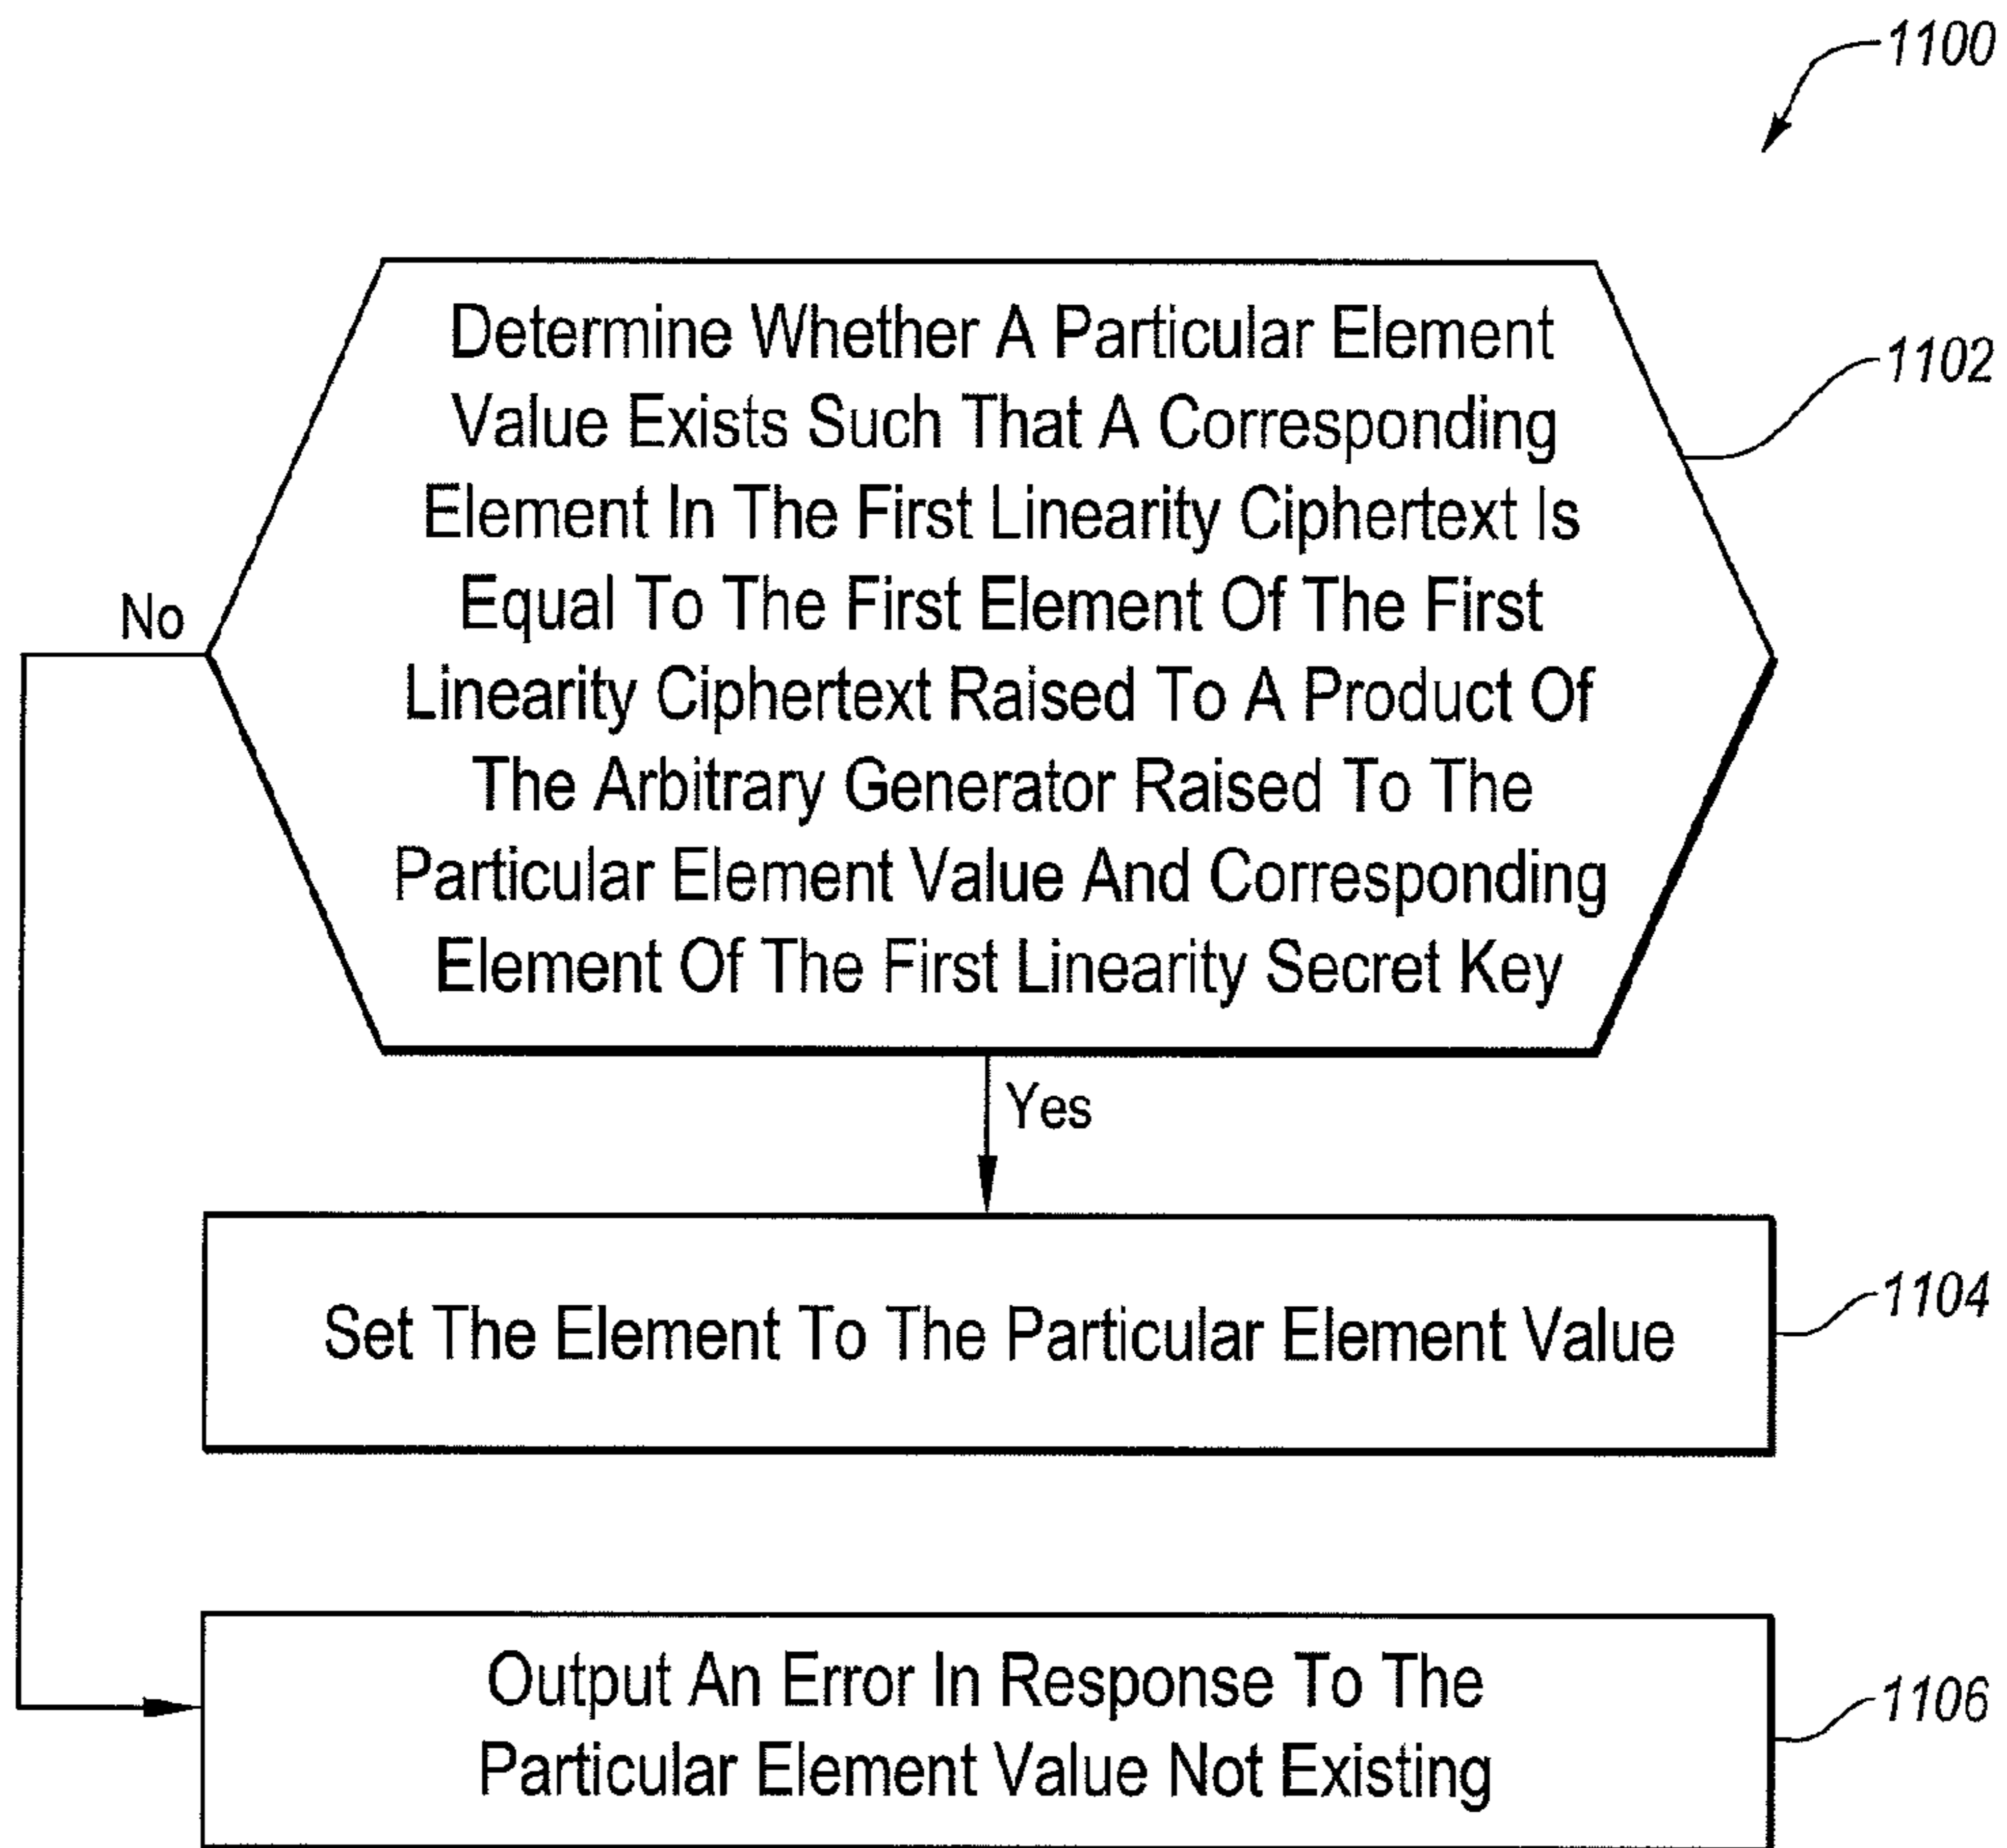 1100
Determine Whether A Particular Element
Value Exists Such That A Corresponding
Element In The First Linearity Ciphertext Is
Equal To The First Element Of The First
Linearity Ciphertext Raised To A Product Of
The Arbitrary Generator Raised To The
Particular Element Value And Corresponding
Element Of The First Linearity Secret Key
1102
No
Yes
Set The Element To The Particular Element Value
1104
Output An Error In Response To The
Particular Element Value Not Existing
1106